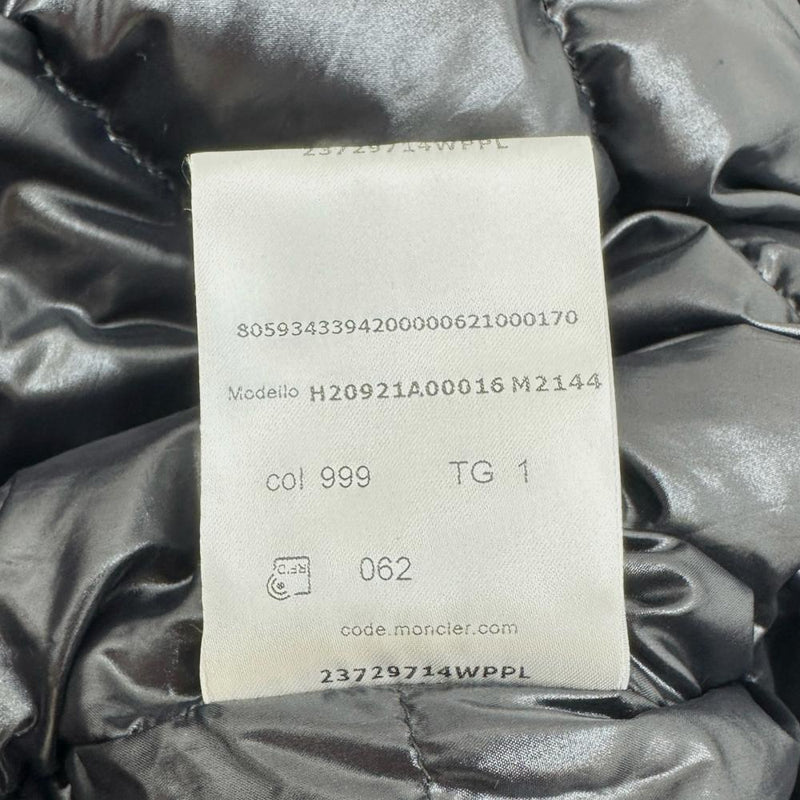 23729714WPPL
8059343394200000621000170
Modello H20921A00016 M2144
col 999 TG 1
RFID 062
code.moncler.com
23729714WPPL